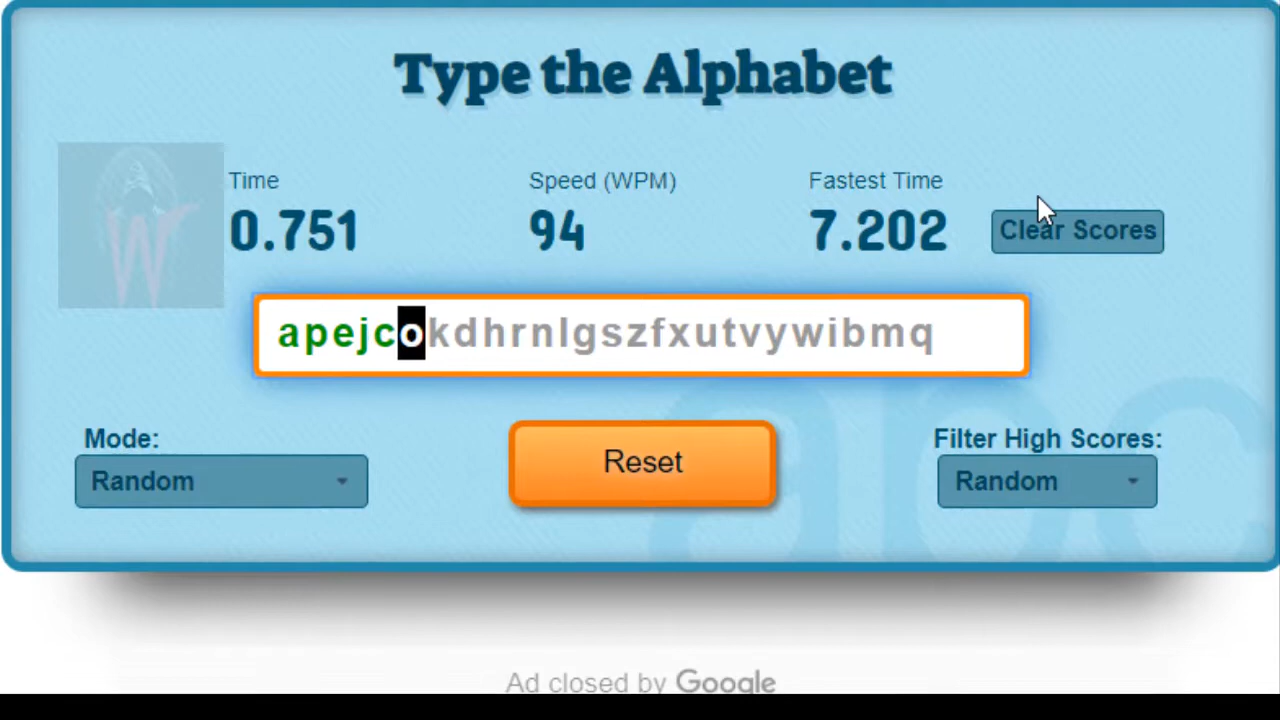 Type the Alphabet
W
Time
Speed (WPM)
Fastest Time
0.751
94
7.202
Clear Scores
apejcokdhrnlgszfxutvywibmq
Mode:
Random
Reset
Filter High Scores:
Random
abc
Ad closed by Google